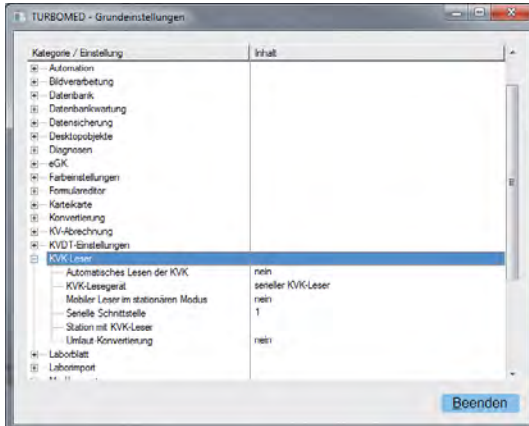 TURBOMED - Grundeinstellungen
Kategorie / Einstellung Inhalt
Automation
Bildverarbeitung
Datenbank
Datenbankwartung
Datensicherung
Desktopobjekte
Diagnosen
eGK
Farbeinstellungen
Formulareditor
Karteikarte
Konvertierung
KV-Abrechnung
KVDT-Einstellungen
KVK-Leser
Automatisches Lesen der KVK nein
KVK-Lesegerät serieller KVK-Leser
Mobiler Leser im stationären Modus nein
Serielle Schnittstelle 1
Station mit KVK-Leser
Umlaut-Konvertierung nein
Laborblatt
Laborimport
Beenden